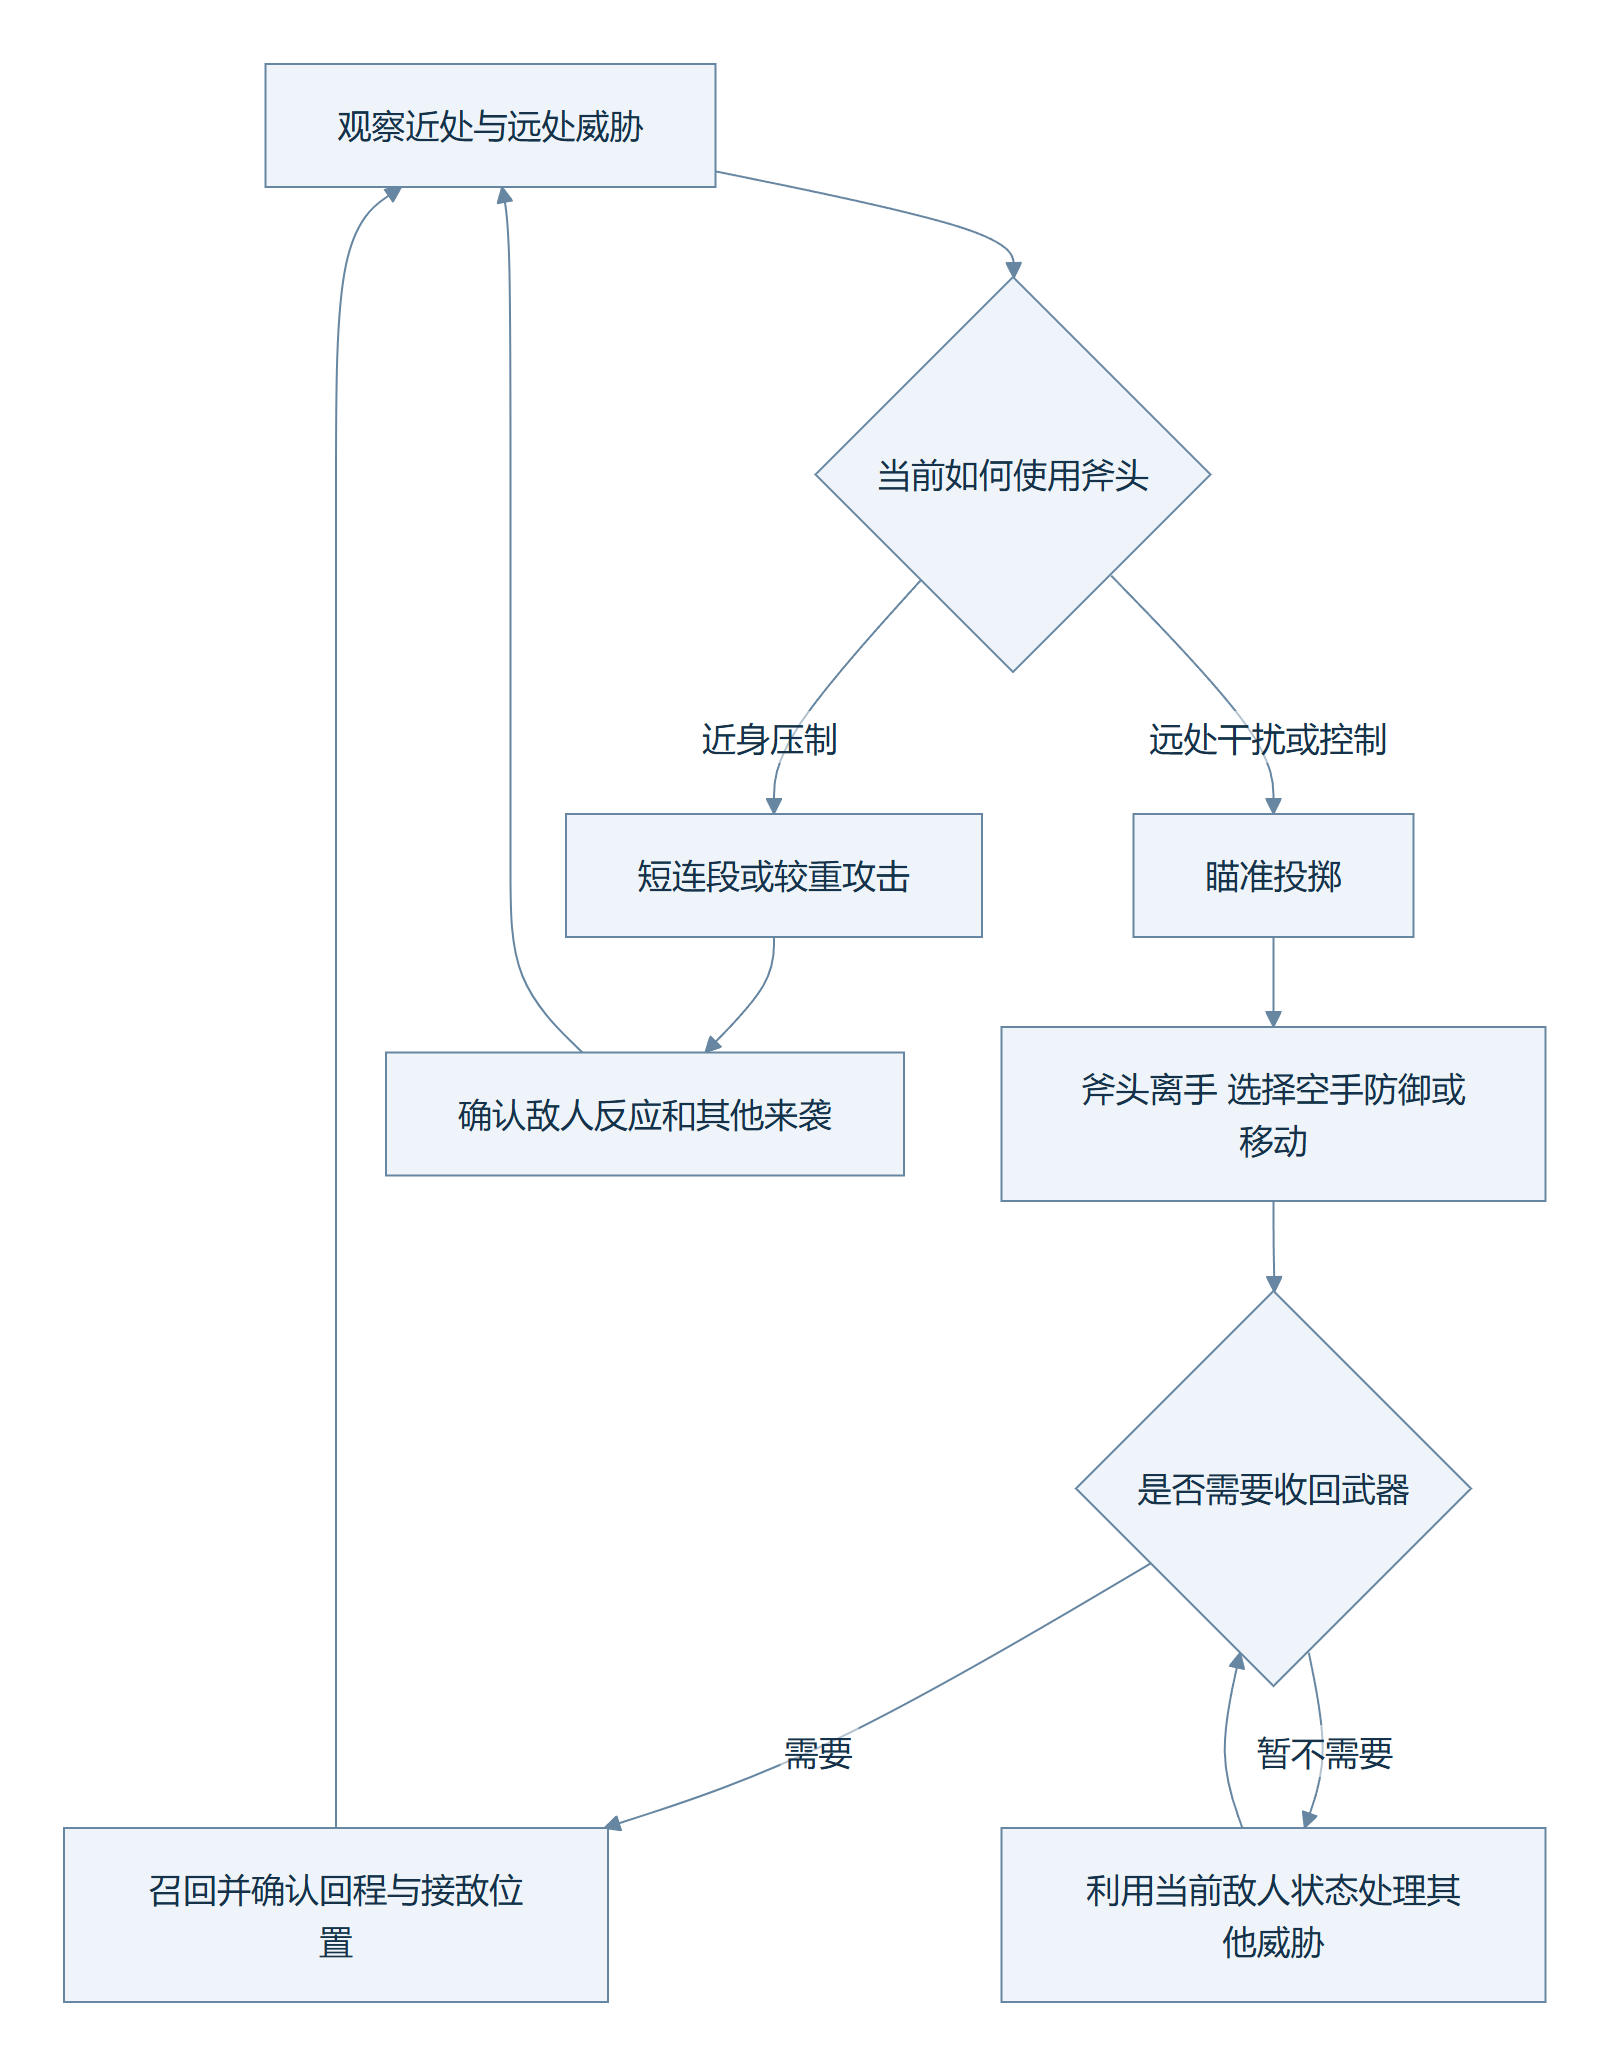 观察近处与远处威胁
当前如何使用斧头
近身压制
远处干扰或控制
短连段或较重攻击
瞄准投掷
确认敌人反应和其他来袭
斧头离手 选择空手防御或
移动
是否需要收回武器
需要
暂不需要
召回并确认回程与接敌位
置
利用当前敌人状态处理其
他威胁